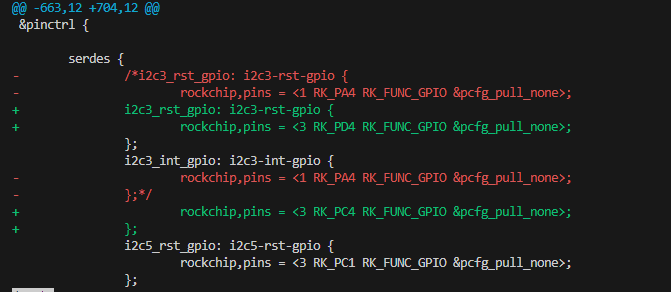 @@ -663,12 +704,12 @@
 &pinctrl {

        serdes {
-               /*i2c3_rst_gpio: i2c3-rst-gpio {
-                       rockchip,pins = <1 RK_PA4 RK_FUNC_GPIO &pcfg_pull_none>;
+               i2c3_rst_gpio: i2c3-rst-gpio {
+                       rockchip,pins = <3 RK_PD4 RK_FUNC_GPIO &pcfg_pull_none>;
                };
                i2c3_int_gpio: i2c3-int-gpio {
-                       rockchip,pins = <1 RK_PA4 RK_FUNC_GPIO &pcfg_pull_none>;
-               };*/
+                       rockchip,pins = <3 RK_PC4 RK_FUNC_GPIO &pcfg_pull_none>;
+               };
                i2c5_rst_gpio: i2c5-rst-gpio {
                        rockchip,pins = <3 RK_PC1 RK_FUNC_GPIO &pcfg_pull_none>;
                };